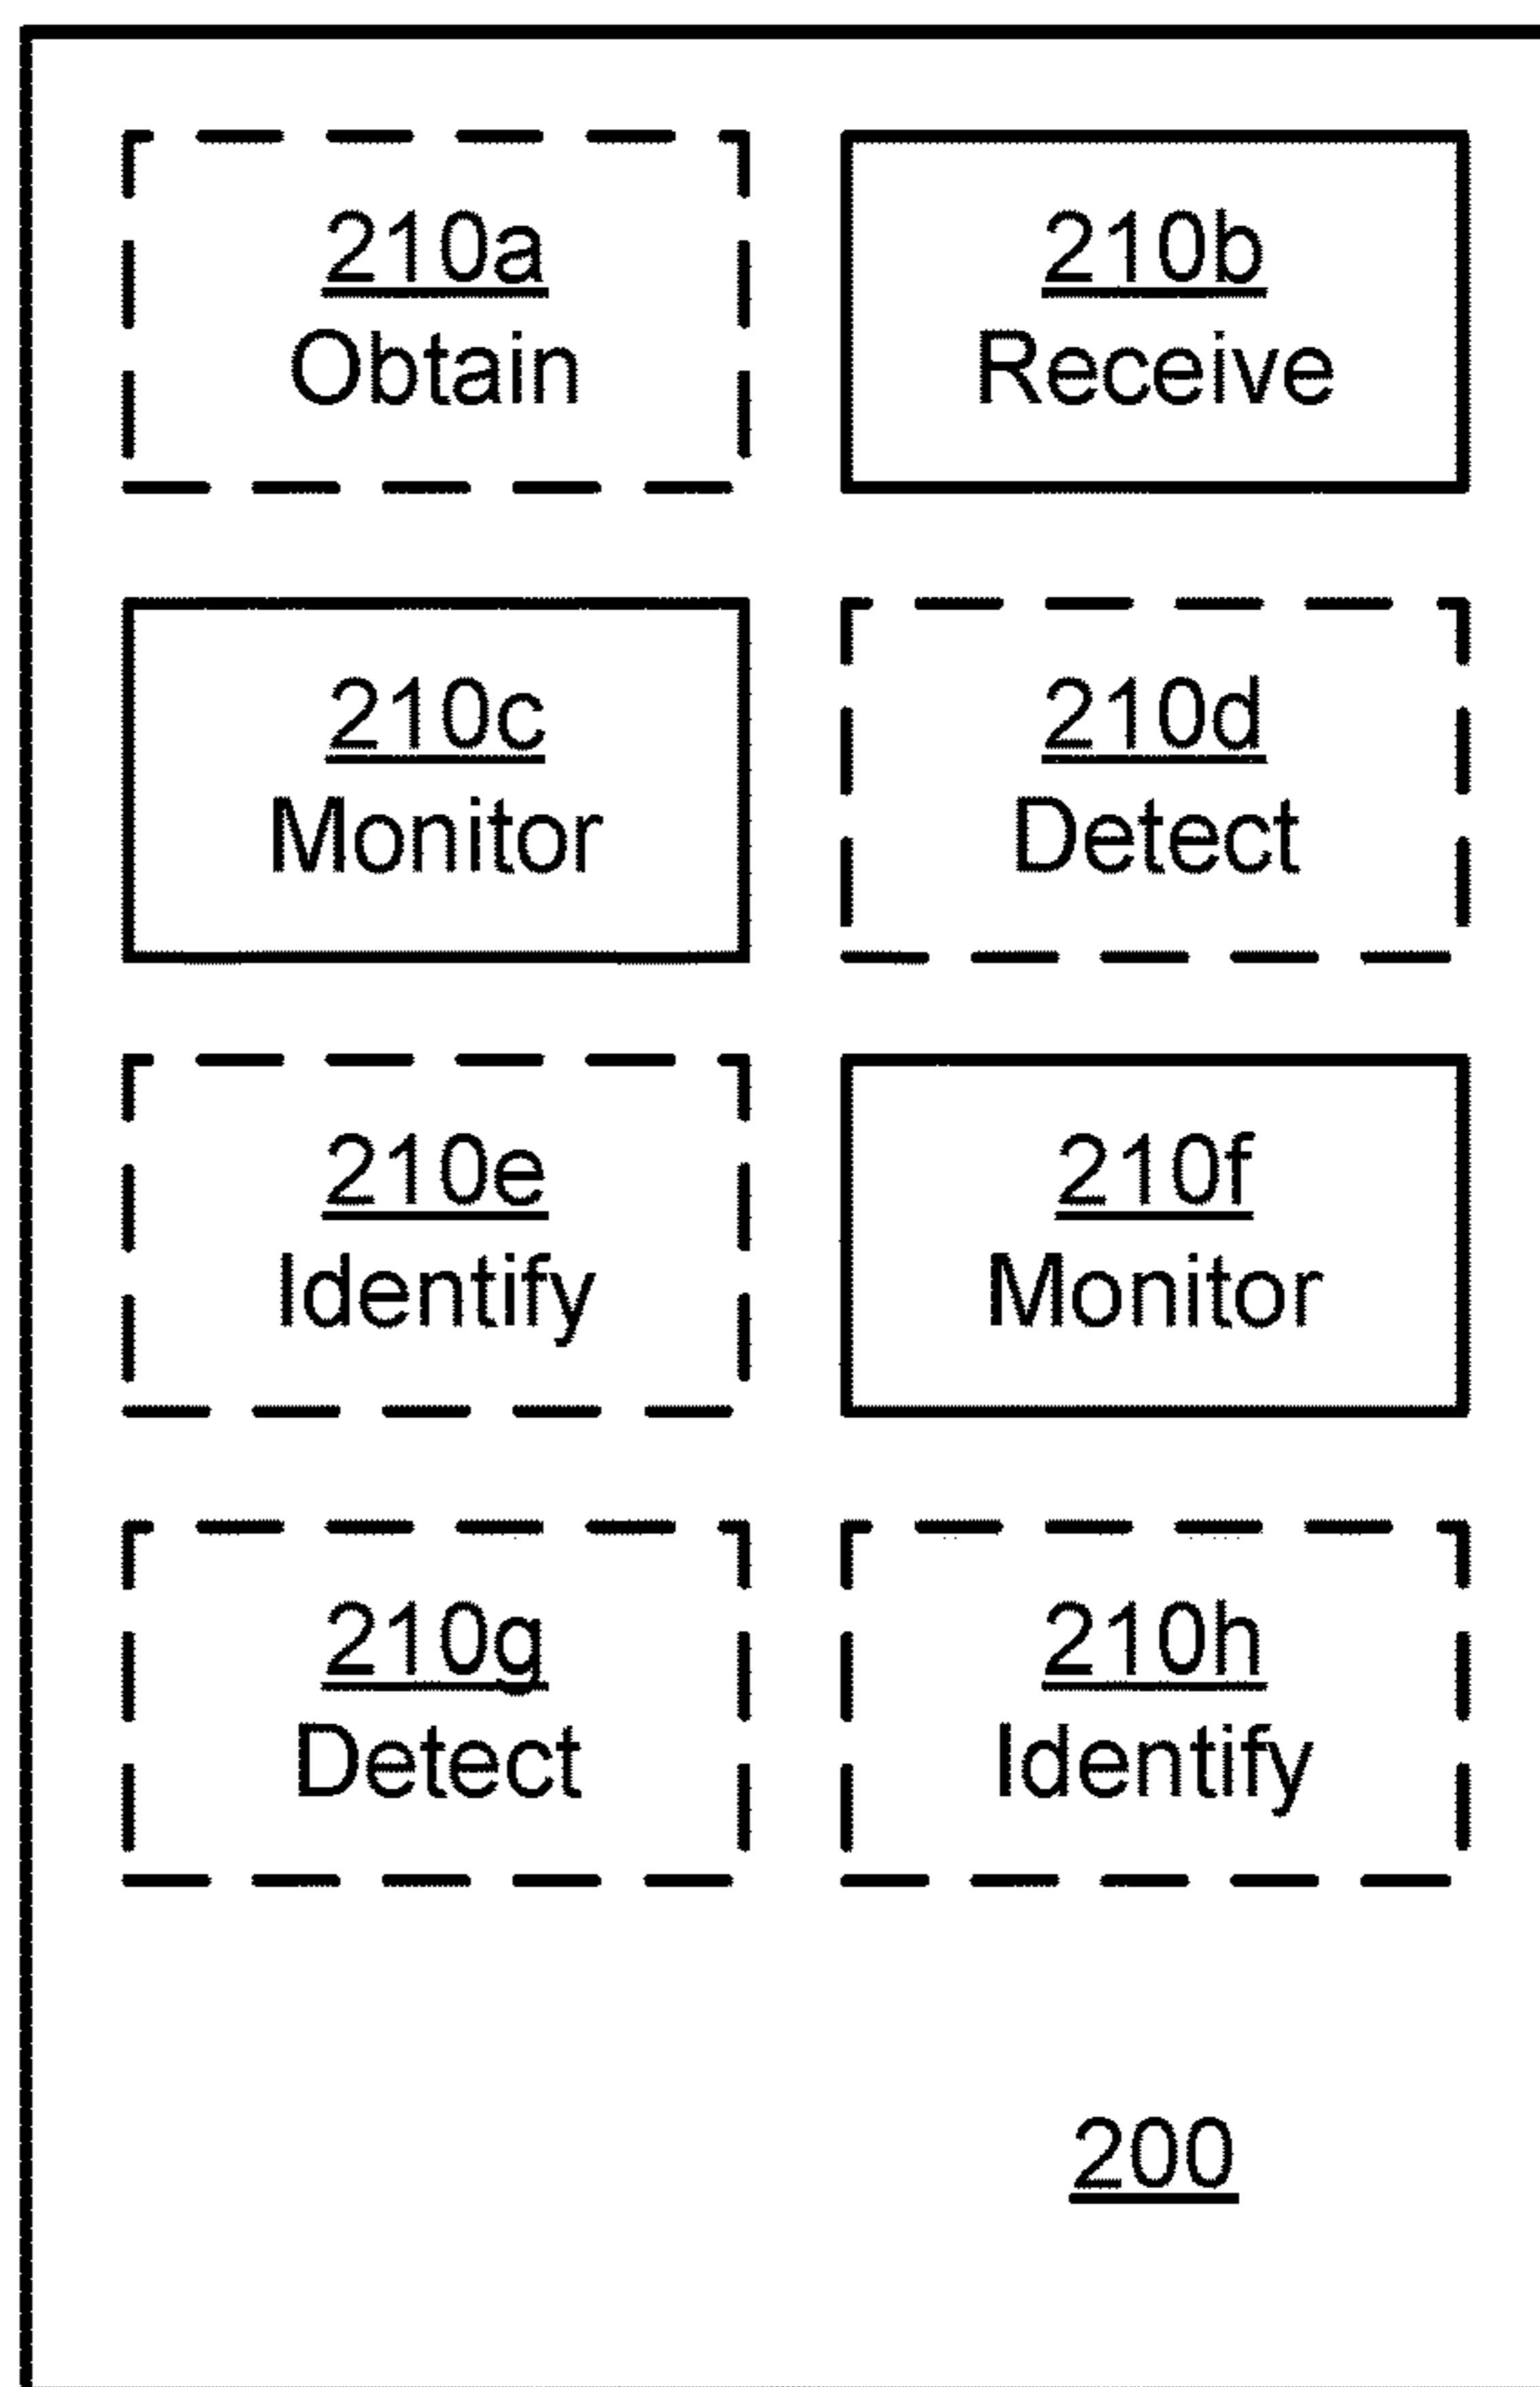 210a
Obtain
210b
Receive
210c
Monitor
210d
Detect
210e
Identify
210f
Monitor
210g
Detect
210h
Identify
200